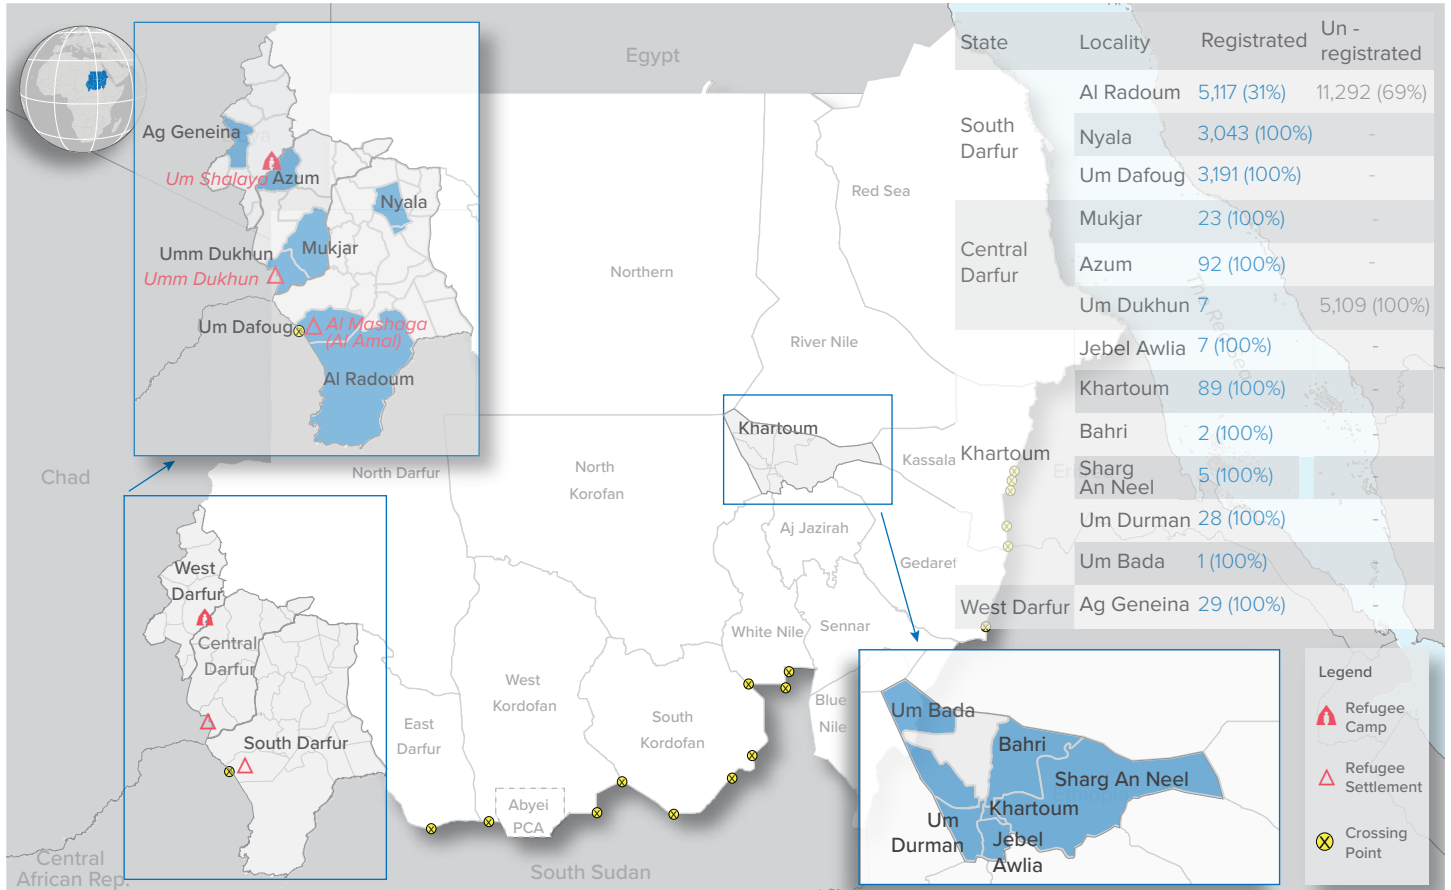 Egypt
Red Sea
Northern
River Nile
Chad
North Darfur
North
Korofan
Khartoum
Kassala
Aj Jazirah
Gedaref
White Nile
Sennar
Blue
Nile
West
Kordofan
South
Kordofan
East
Darfur
Abyei
PCA
South Sudan
Central
African Rep.
The Red Sea
Ethiopia
Ag Geneina
Um Shalaya
Azum
Nyala
Umm Dukhun
Mukjar
Umm Dukhun
Um Dafoug
Al Mashaga
(Al Amal)
Al Radoum
West
Darfur
Central
Darfur
South Darfur
State Locality Registrated Un -
registrated
South
Darfur
Al Radoum 5,117 (31%) 11,292 (69%)
Nyala 3,043 (100%) -
Um Dafoug 3,191 (100%) -
Central
Darfur
Mukjar 23 (100%) -
Azum 92 (100%) -
Um Dukhun 7 5,109 (100%)
Khartoum
Jebel Awlia 7 (100%) -
Khartoum 89 (100%) -
Bahri 2 (100%) -
Sharg
An Neel 5 (100%) -
Um Durman 28 (100%) -
Um Bada 1 (100%) -
West Darfur Ag Geneina 29 (100%) -
Um Bada
Bahri
Sharg An Neel
Khartoum
Um
Durman
Jebel
Awlia
Legend
Refugee
Camp
Refugee
Settlement
Crossing
Point